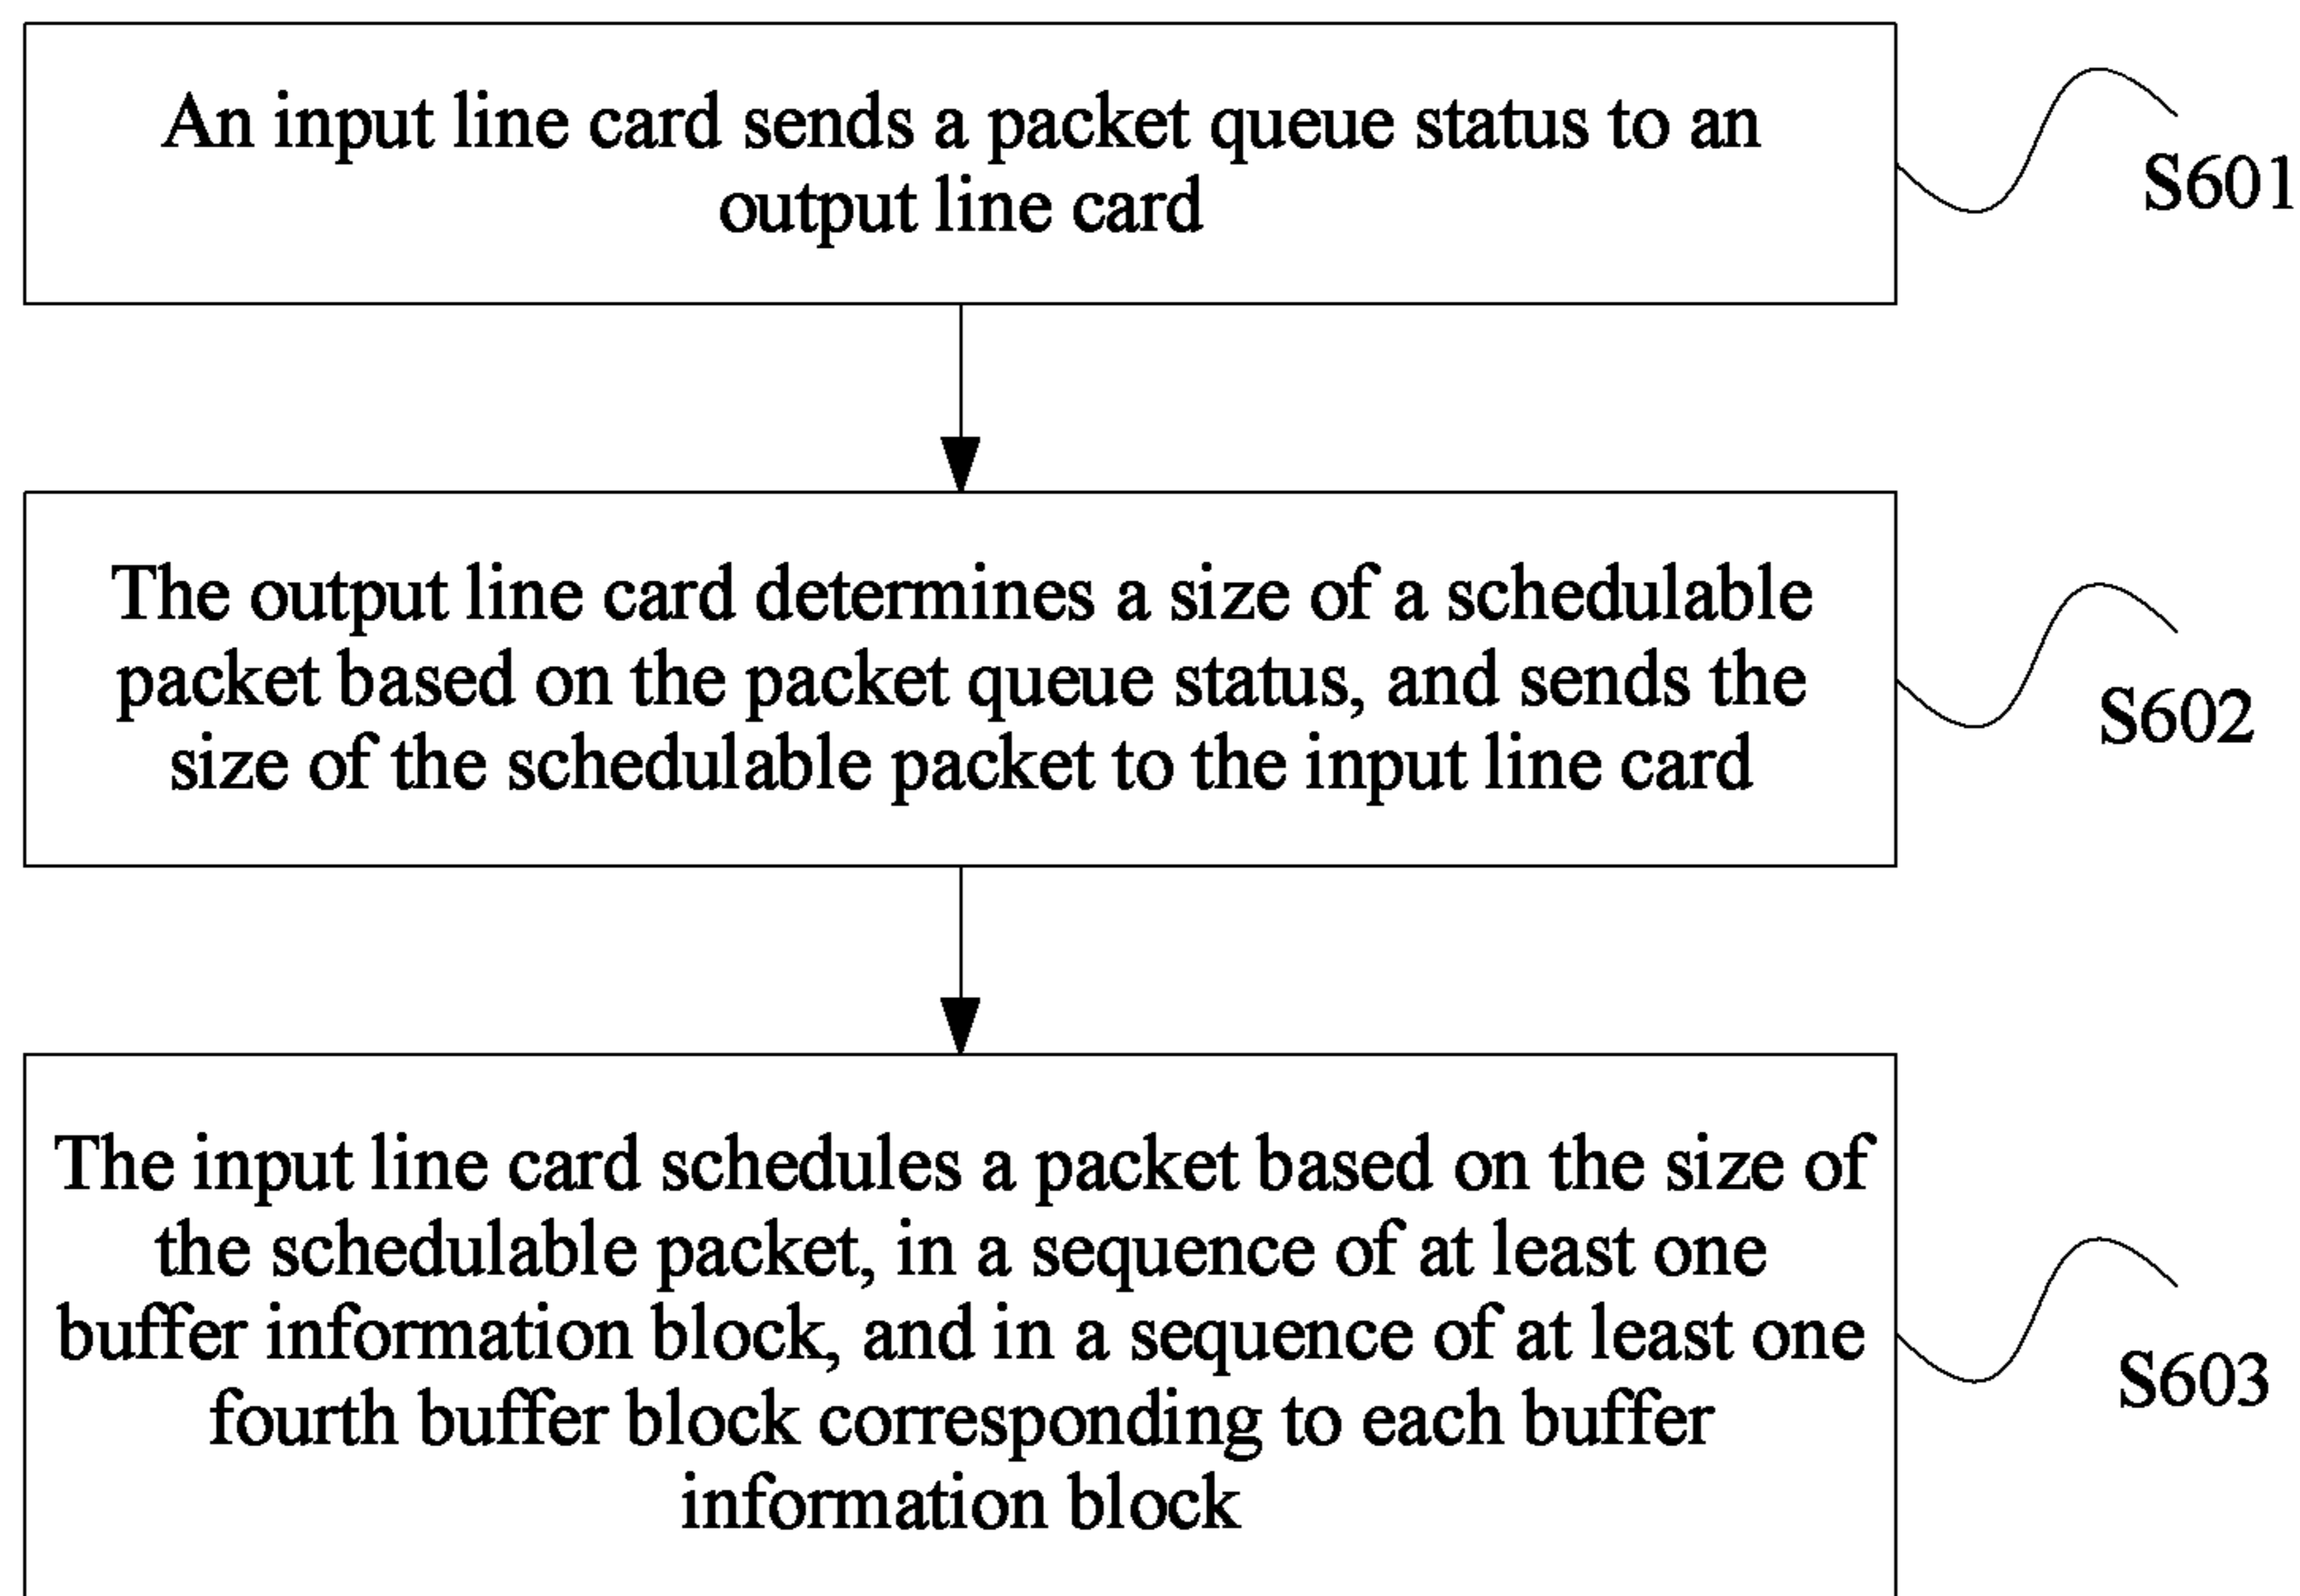 An input line card sends a packet queue status to an
output line card
S601
The output line card determines a size of a schedulable
packet based on the packet queue status, and sends the
size of the schedulable packet to the input line card
S602
The input line card schedules a packet based on the size of
the schedulable packet, in a sequence of at least one
buffer information block, and in a sequence of at least one
fourth buffer block corresponding to each buffer
information block
S603